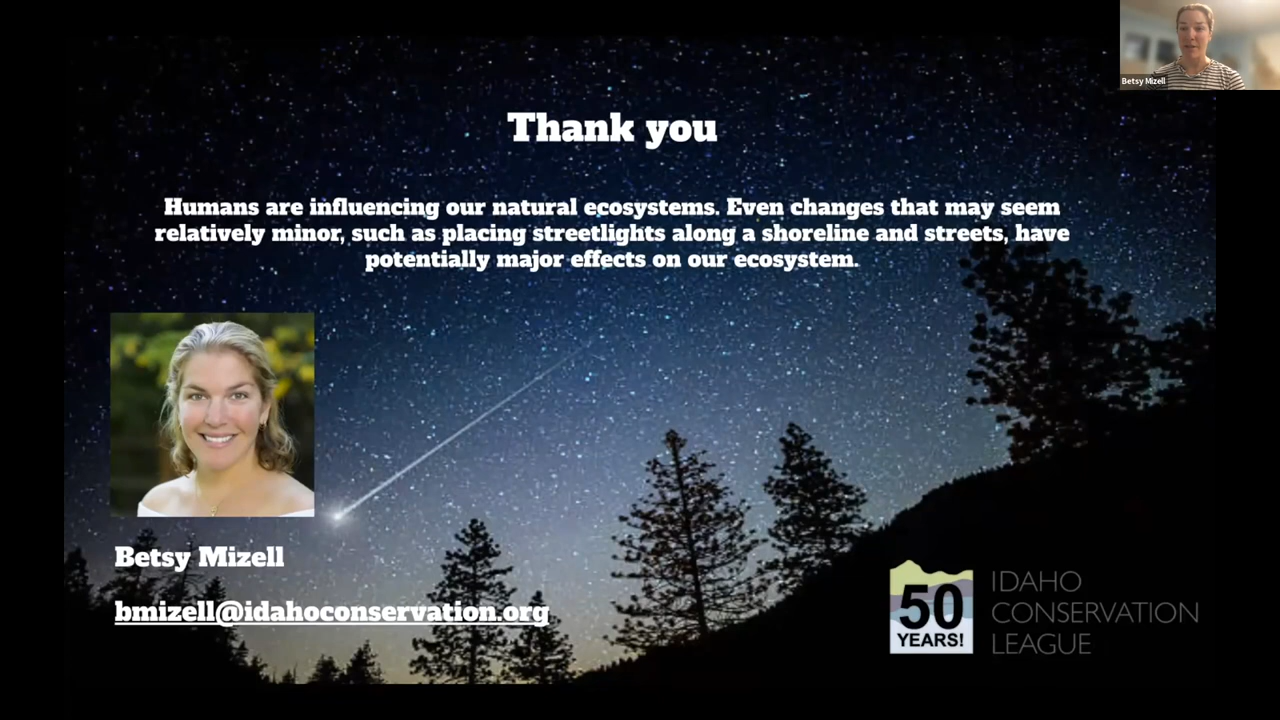 Betsy Mizell
Thank you
Humans are influencing our natural ecosystems. Even changes that may seem
relatively minor, such as placing streetlights along a shoreline and streets, have
potentially major effects on our ecosystem.
Betsy Mizell
bmizell@idahoconservation.org
50
YEARS!
IDAHO
CONSERVATION
LEAGUE